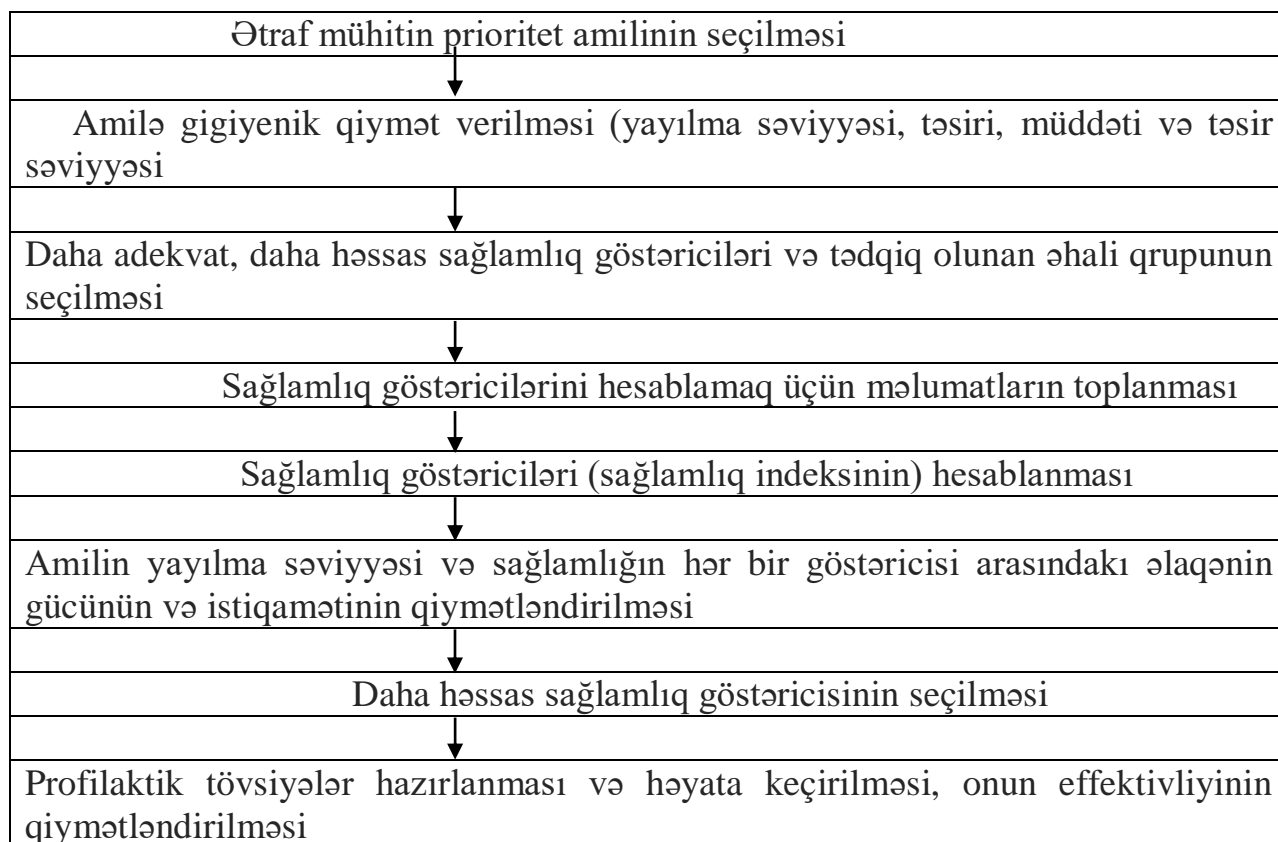 Ətraf mühitin prioritet amilinin seçilməsi
Amilə gigiyenik qiymət verilməsi (yayılma səviyyəsi, təsiri, müddəti və təsir
səviyyəsi
Daha adekvat, daha həssas sağlamlıq göstəriciləri və tədqiq olunan əhali qrupunun
seçilməsi
Sağlamlıq göstəricilərini hesablamaq üçün məlumatların toplanması
Sağlamlıq göstəriciləri (sağlamlıq indeksinin) hesablanması
Amilin yayılma səviyyəsi və sağlamlığın hər bir göstəricisi arasındakı əlaqənin
gücünün və istiqamətinin qiymətləndirilməsi
Daha həssas sağlamlıq göstəricisinin seçilməsi
Profilaktik tövsiyələr hazırlanması və həyata keçirilməsi, onun effektivliyinin
qiymətləndirilməsi